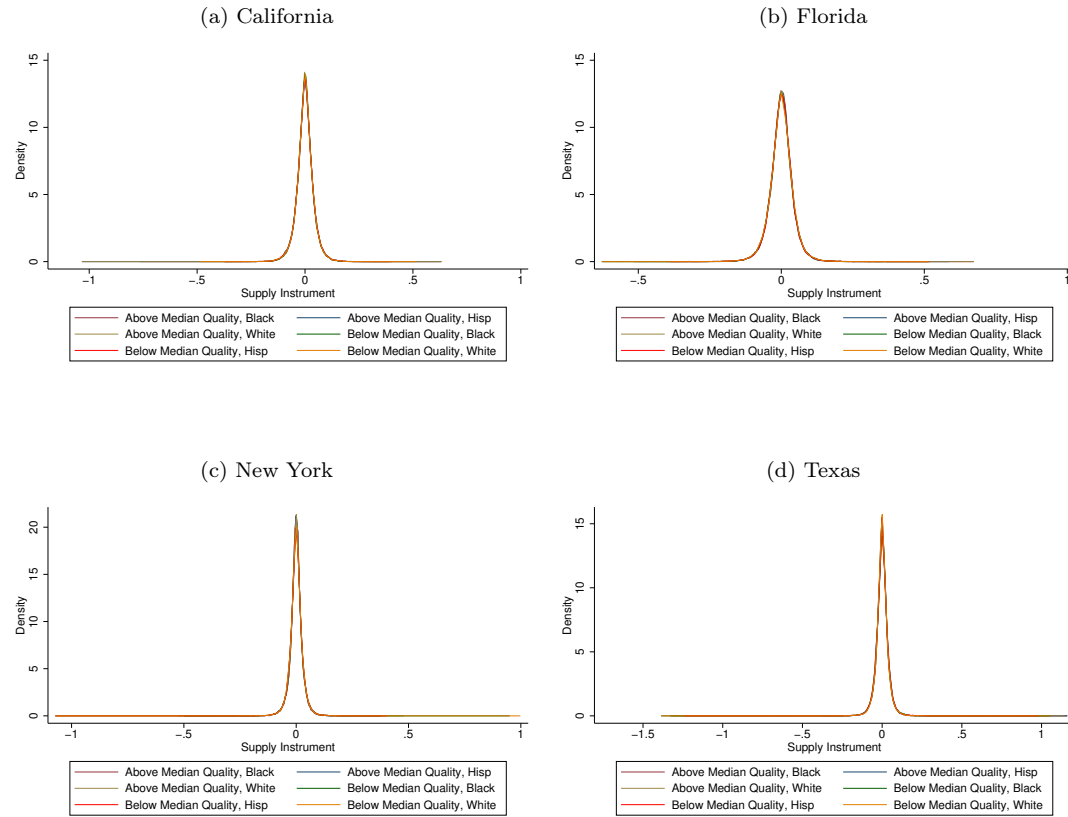 (a) California
15
10
5
0
Density
-1
-.5
0
.5
1
Supply Instrument
Above Median Quality, Black
Above Median Quality, Hisp
Above Median Quality, White
Below Median Quality, Black
Below Median Quality, Hisp
Below Median Quality, White
(b) Florida
15
10
5
0
Density
-.5
0
.5
1
Supply Instrument
Above Median Quality, Black
Above Median Quality, Hisp
Above Median Quality, White
Below Median Quality, Black
Below Median Quality, Hisp
Below Median Quality, White
(c) New York
20
15
10
5
0
Density
-1
-.5
0
.5
1
Supply Instrument
Above Median Quality, Black
Above Median Quality, Hisp
Above Median Quality, White
Below Median Quality, Black
Below Median Quality, Hisp
Below Median Quality, White
(d) Texas
15
10
5
0
Density
-1.5
-1
-.5
0
.5
1
Supply Instrument
Above Median Quality, Black
Above Median Quality, Hisp
Above Median Quality, White
Below Median Quality, Black
Below Median Quality, Hisp
Below Median Quality, White